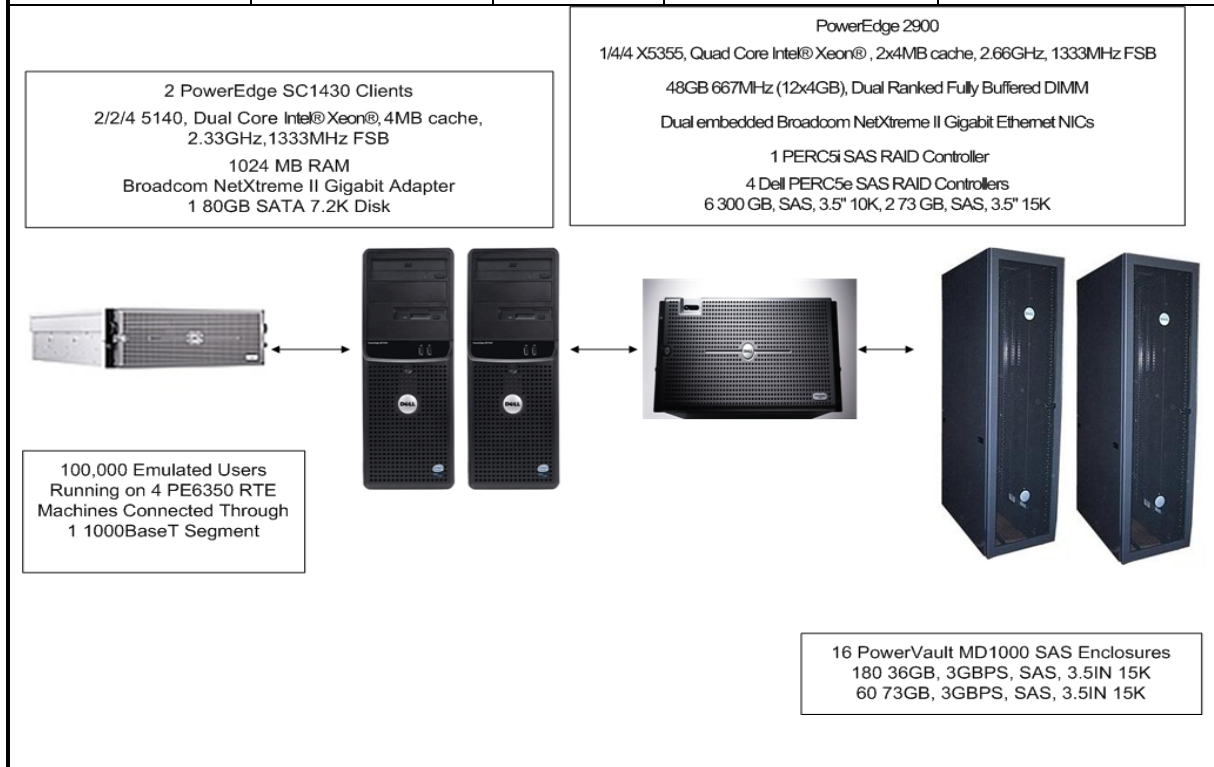 2 PowerEdge SC1430 Clients
2/2/4 5140, Dual Core Intel® Xeon®, 4MB cache,
2.33GHz,1333MHz FSB
1024 MB RAM
Broadcom NetXtreme II Gigabit Adapter
1 80GB SATA 7.2K Disk
PowerEdge 2900
1/4/4 X5355, Quad Core Intel® Xeon® , 2x4MB cache, 2.66GHz, 1333MHz FSB
48GB 667MHz (12x4GB), Dual Ranked Fully Buffered DIMM
Dual embedded Broadcom NetXtreme II Gigabit Ethernet NICs
1 PERC5i SAS RAID Controller
4 Dell PERC5e SAS RAID Controllers
6 300 GB, SAS, 3.5" 10K, 2 73 GB, SAS, 3.5" 15K
DELL
DELL
DELL
100,000 Emulated Users
Running on 4 PE6350 RTE
Machines Connected Through
1 1000BaseT Segment
16 PowerVault MD1000 SAS Enclosures
180 36GB, 3GBPS, SAS, 3.5IN 15K
60 73GB, 3GBPS, SAS, 3.5IN 15K